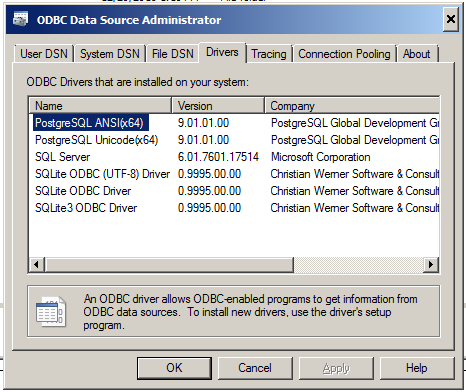 ODBC Data Source Administrator
User DSN System DSN File DSN Drivers Tracing Connection Pooling About
ODBC Drivers that are installed on your system:
Name Version Company
PostgreSQL ANSI(x64) 9.01.01.00 PostgreSQL Global Development Gr
PostgreSQL Unicode(x64) 9.01.01.00 PostgreSQL Global Development Gr
SQL Server 6.01.7601.17514 Microsoft Corporation
SQLite ODBC (UTF-8) Driver 0.9995.00.00 Christian Werner Software & Consult
SQLite ODBC Driver 0.9995.00.00 Christian Werner Software & Consult
SQLite3 ODBC Driver 0.9995.00.00 Christian Werner Software & Consult
An ODBC driver allows ODBC-enabled programs to get information from
ODBC data sources. To install new drivers, use the driver's setup
program.
OK Cancel Apply Help